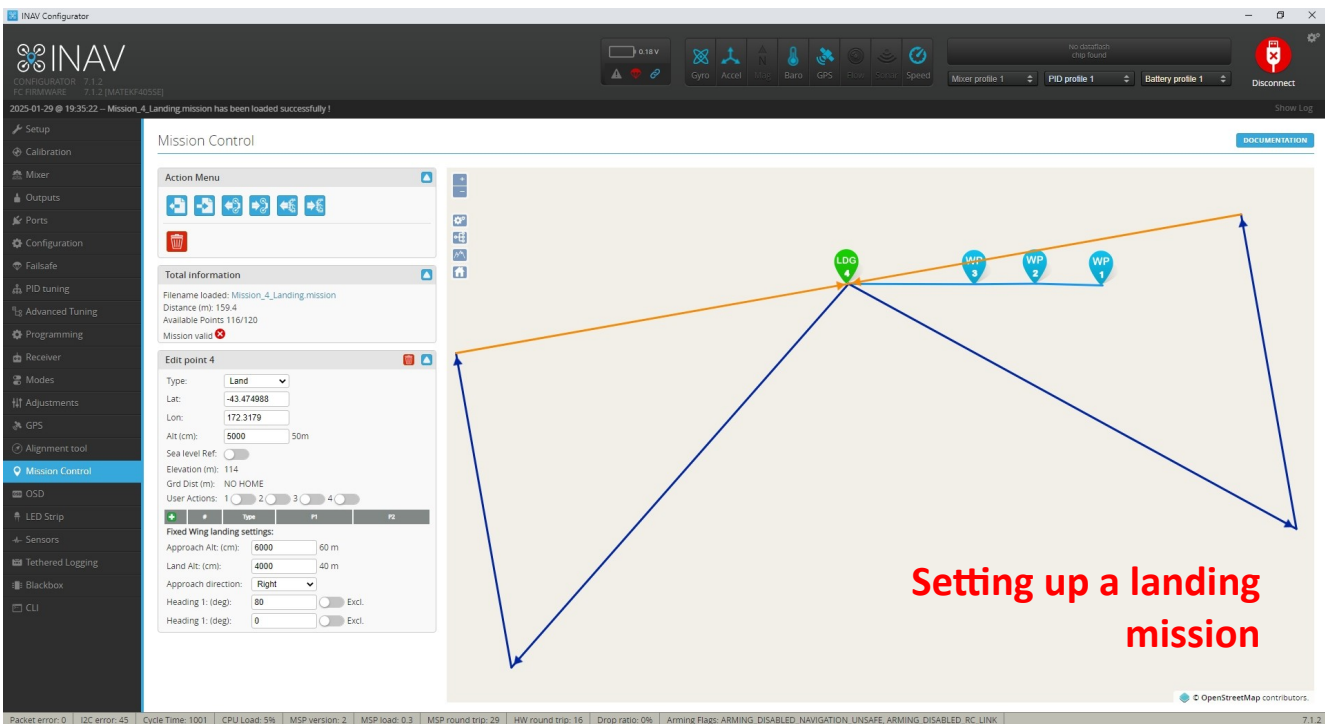 INAV Configurator
INAV
CONFIGURATOR 7.1.2
FC FIRMWARE 7.1.2 [MATEKF405SE]
0.18 V
Gyro Accel Mag Baro GPS Flow Sonar Speed
No dataflash
chip found
Mixer profile 1 PID profile 1 Battery profile 1
Disconnect
2025-01-29 @ 19:35:22 -- Mission_4_Landing.mission has been loaded successfully !
Show Log
Setup
Calibration
Mixer
Outputs
Ports
Configuration
Failsafe
PID tuning
Advanced Tuning
Programming
Receiver
Modes
Adjustments
GPS
Alignment tool
Mission Control
OSD
LED Strip
Sensors
Tethered Logging
Blackbox
CLI
Mission Control
DOCUMENTATION
Action Menu
Total information
Filename loaded: Mission_4_Landing.mission
Distance (m): 159.4
Available Points 116/120
Mission valid
Edit point 4
Type: Land
Lat: -43.474988
Lon: 172.3179
Alt (cm): 5000 50m
Sea level Ref:
Elevation (m): 114
Grd Dist (m): NO HOME
User Actions: 1 2 3 4
+ # Type P1 P2
Fixed Wing landing settings:
Approach Alt: (cm): 6000 60 m
Land Alt: (cm): 4000 40 m
Approach direction: Right
Heading 1: (deg): 80 Excl.
Heading 1: (deg): 0 Excl.
+
−
LDG
4
WP
3
WP
2
WP
1
Setting up a landing
mission
© OpenStreetMap contributors.
Packet error: 0 I2C error: 45 Cycle Time: 1001 CPU Load: 5% MSP version: 2 MSP load: 0.3 MSP round trip: 29 HW round trip: 16 Drop ratio: 0% Arming Flags: ARMING_DISABLED_NAVIGATION_UNSAFE, ARMING_DISABLED_RC_LINK 7.1.2